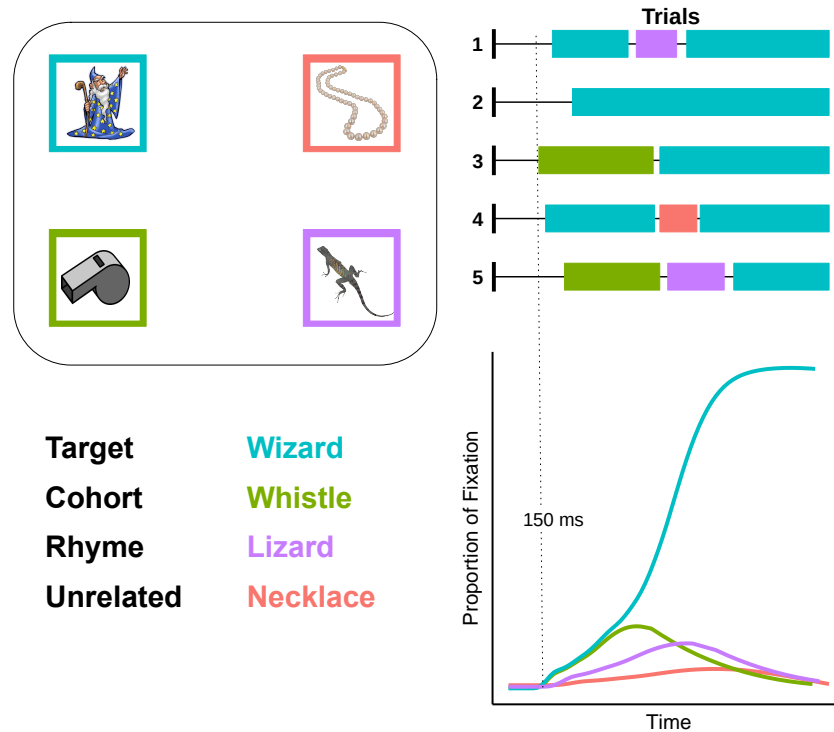 Trials
1
2
3
4
5
Target Wizard
Cohort Whistle
Rhyme Lizard
Unrelated Necklace
Proportion of Fixation
150 ms
Time